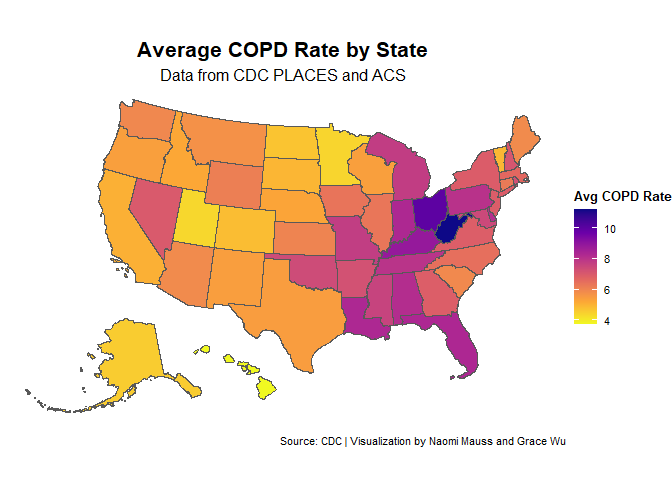 Average COPD Rate by State
Data from CDC PLACES and ACS
Avg COPD Rate
10
8
6
4
Source: CDC | Visualization by Naomi Mauss and Grace Wu